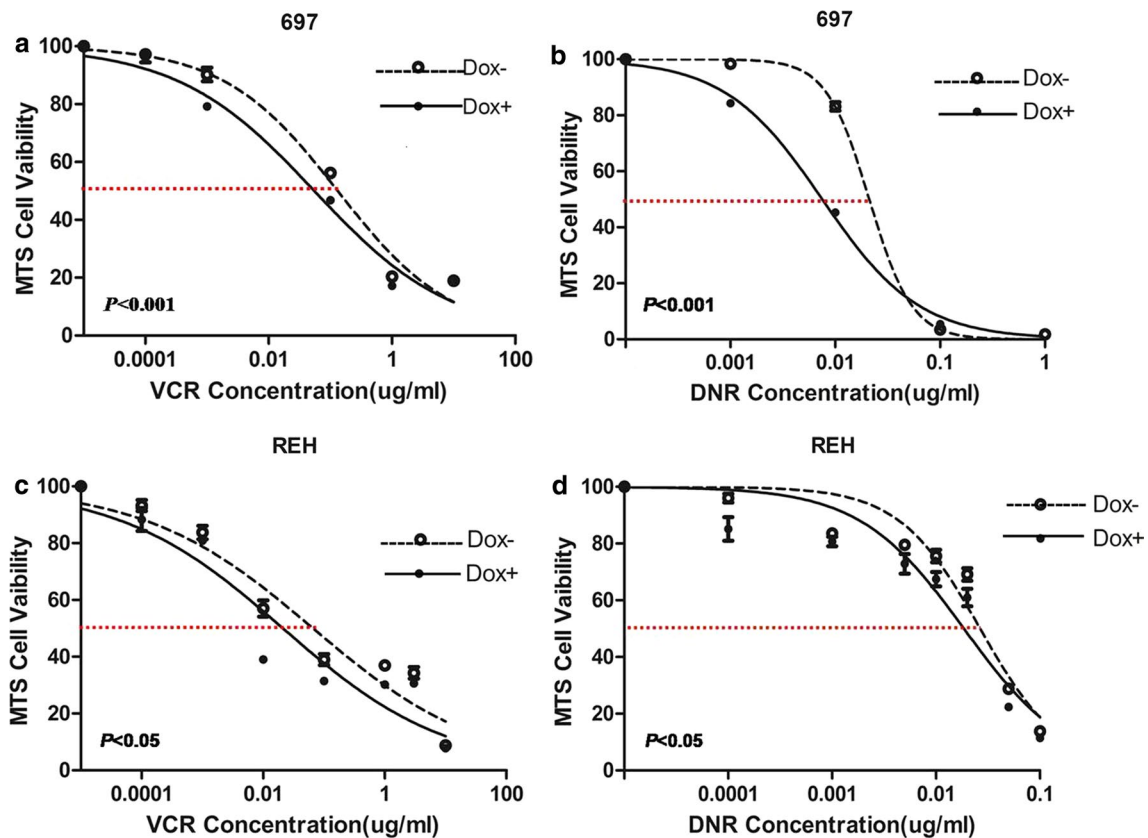 697
a
100
80
60
40
20
0
MTS Cell Vaibility
Dox-
Dox+
P<0.001
0.0001
0.01
1
100
VCR Concentration(ug/ml)
697
b
100
80
60
40
20
0
MTS Cell Vaibility
Dox-
Dox+
P<0.001
0.001
0.01
0.1
1
DNR Concentration(ug/ml)
REH
c
100
80
60
40
20
0
MTS Cell Vaibility
Dox-
Dox+
P<0.05
0.0001
0.01
1
100
VCR Concentration(ug/ml)
REH
d
100
80
60
40
20
0
MTS Cell Vaibility
Dox-
Dox+
P<0.05
0.0001
0.001
0.01
0.1
DNR Concentration(ug/ml)